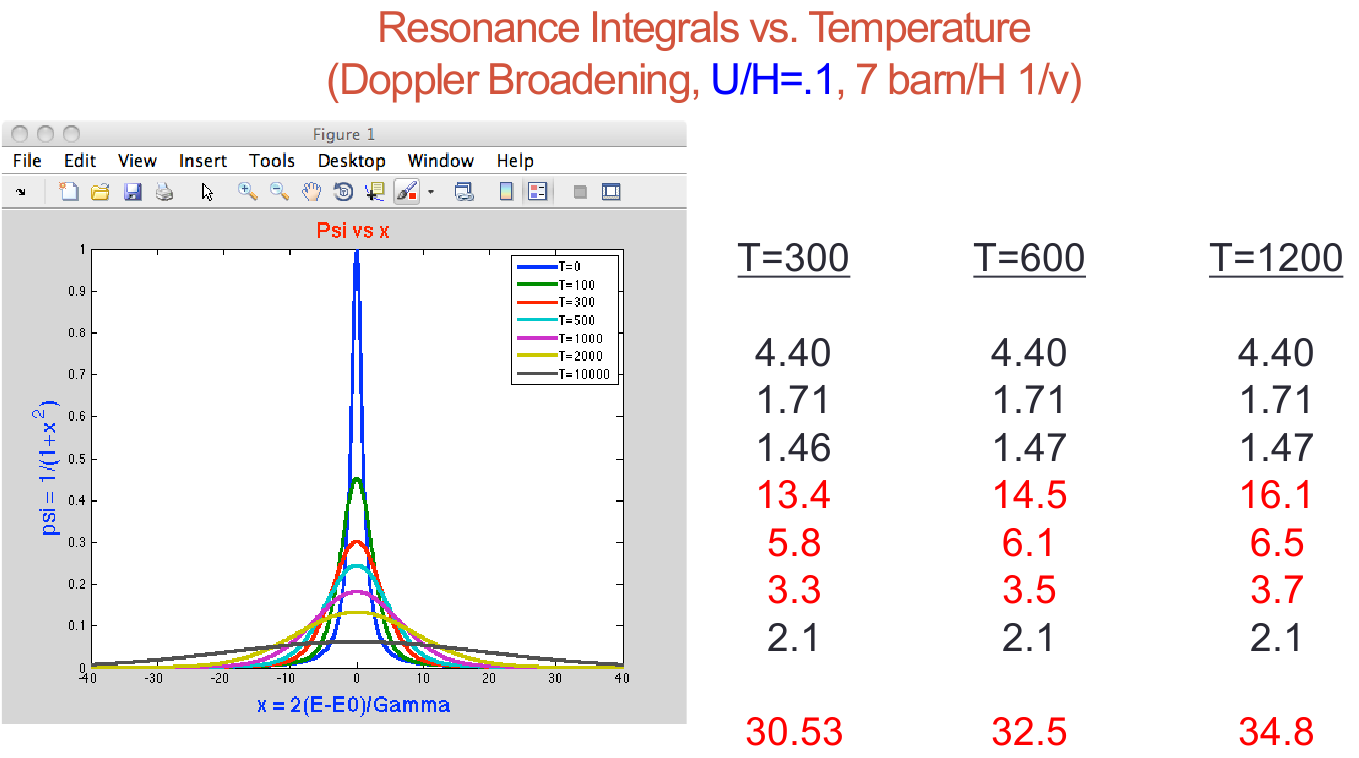 Resonance Integrals vs. Temperature
(Doppler Broadening, U/H=.1, 7 barn/H 1/v)
Figure 1
File Edit View Insert Tools Desktop Window Help
Psi vs x
1
0.9
0.8
0.7
0.6
0.5
0.4
0.3
0.2
0.1
0
psi = 1/(1+x^2)
-40 -30 -20 -10 0 10 20 30 40
x = 2(E-E0)/Gamma
T=0
T=100
T=300
T=500
T=1000
T=2000
T=10000
T=300 T=600 T=1200
4.40 4.40 4.40
1.71 1.71 1.71
1.46 1.47 1.47
13.4 14.5 16.1
5.8 6.1 6.5
3.3 3.5 3.7
2.1 2.1 2.1
30.53 32.5 34.8